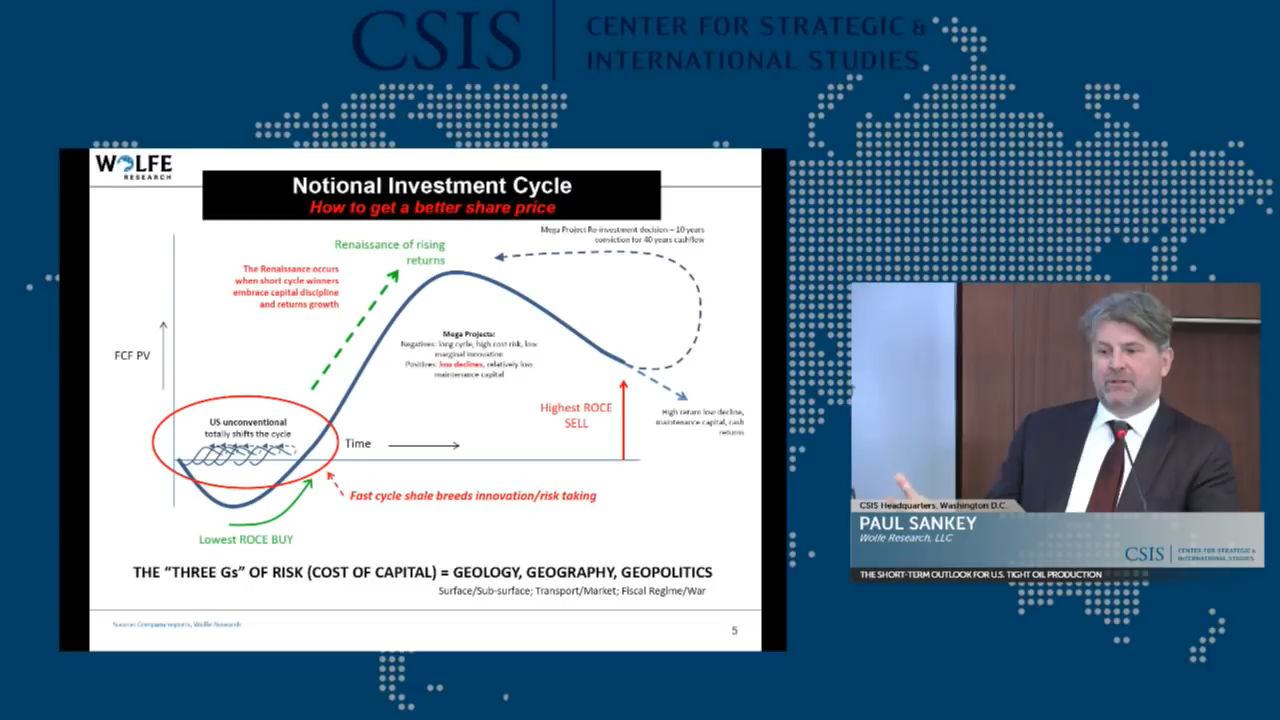 CSIS
CENTER FOR STRATEGIC &
INTERNATIONAL STUDIES
WOLFE
RESEARCH
Notional Investment Cycle
How to get a better share price
Mega Project Re-investment decision – 10 years
conviction for 40 years cashflow
Renaissance of rising
returns
The Renaissance occurs
when short cycle winners
embrace capital discipline
and returns growth
Mega Projects:
Negatives: long cycle, high cost risk, low
marginal innovation
Positives: low declines, relatively low
maintenance capital
FCF PV
Highest ROCE
SELL
High return low decline,
maintenance capital, cash
returns
US unconventional
totally shifts the cycle
Time
Fast cycle shale breeds innovation/risk taking
Lowest ROCE BUY
THE "THREE Gs" OF RISK (COST OF CAPITAL) = GEOLOGY, GEOGRAPHY, GEOPOLITICS
Surface/Sub-surface; Transport/Market; Fiscal Regime/War
Source: Company reports, Wolfe Research
5
CSIS Headquarters, Washington D.C.
PAUL SANKEY
Wolfe Research, LLC
CSIS
CENTER FOR STRATEGIC &
INTERNATIONAL STUDIES
THE SHORT-TERM OUTLOOK FOR U.S. TIGHT OIL PRODUCTION